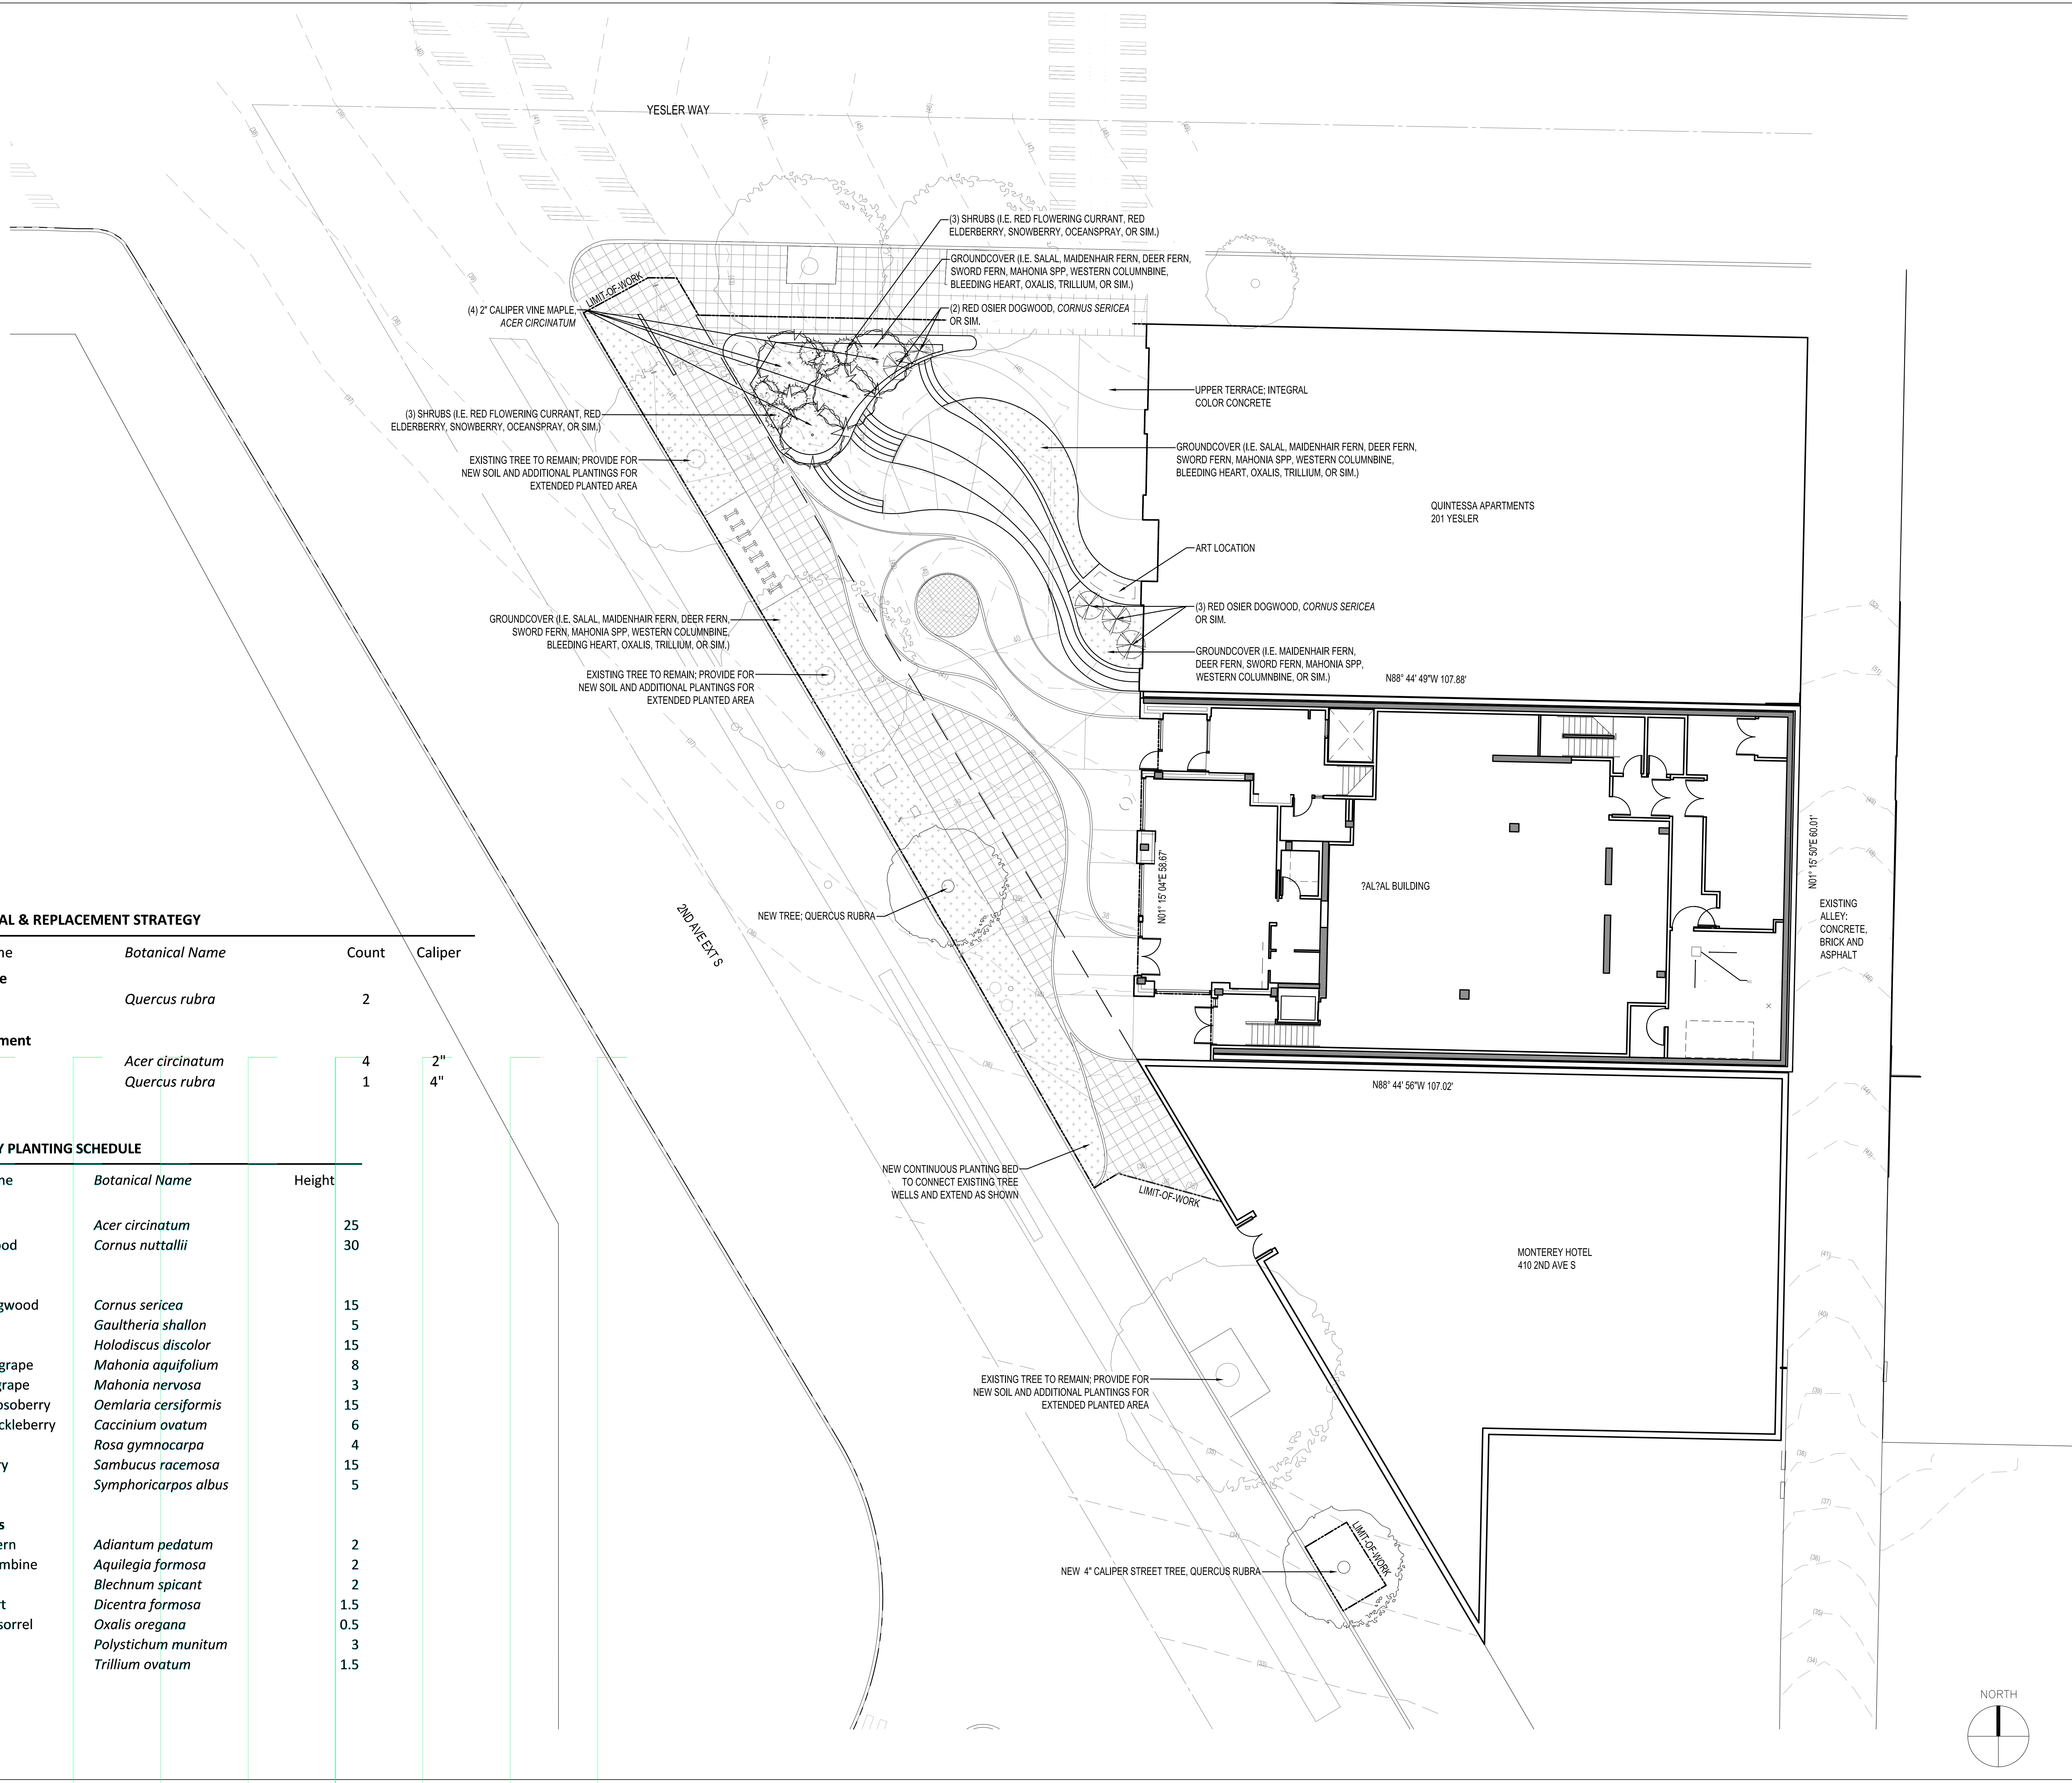 YESLER WAY
(3) SHRUBS (I.E. RED FLOWERING CURRANT, RED
ELDERBERRY, SNOWBERRY, OCEANSPRAY, OR SIM.)
GROUNDCOVER (I.E. SALAL, MAIDENHAIR FERN, DEER FERN,
SWORD FERN, MAHONIA SPP, WESTERN COLUMNBINE,
BLEEDING HEART, OXALIS, TRILLIUM, OR SIM.)
LIMIT-OF-WORK
(4) 2" CALIPER VINE MAPLE,
ACER CIRCINATUM
(2) RED OSIER DOGWOOD, CORNUS SERICEA
OR SIM.
UPPER TERRACE; INTEGRAL
COLOR CONCRETE
(3) SHRUBS (I.E. RED FLOWERING CURRANT, RED
ELDERBERRY, SNOWBERRY, OCEANSPRAY, OR SIM.)
GROUNDCOVER (I.E. SALAL, MAIDENHAIR FERN, DEER FERN,
SWORD FERN, MAHONIA SPP, WESTERN COLUMNBINE,
BLEEDING HEART, OXALIS, TRILLIUM, OR SIM.)
EXISTING TREE TO REMAIN; PROVIDE FOR
NEW SOIL AND ADDITIONAL PLANTINGS FOR
EXTENDED PLANTED AREA
QUINTESSA APARTMENTS
201 YESLER
ART LOCATION
(3) RED OSIER DOGWOOD, CORNUS SERICEA
OR SIM.
GROUNDCOVER (I.E. SALAL, MAIDENHAIR FERN, DEER FERN,
SWORD FERN, MAHONIA SPP, WESTERN COLUMNBINE,
BLEEDING HEART, OXALIS, TRILLIUM, OR SIM.)
GROUNDCOVER (I.E. MAIDENHAIR FERN,
DEER FERN, SWORD FERN, MAHONIA SPP,
WESTERN COLUMNBINE, OR SIM.)
EXISTING TREE TO REMAIN; PROVIDE FOR
NEW SOIL AND ADDITIONAL PLANTINGS FOR
EXTENDED PLANTED AREA
N88° 44' 49"W 107.88'
N01° 15' 04"E 58.67'
?AL?AL BUILDING
N01° 15' 50"E 60.01'
EXISTING
ALLEY:
CONCRETE,
BRICK AND
ASPHALT
NEW TREE; QUERCUS RUBRA
2ND AVE EXT S
N88° 44' 56"W 107.02'
NEW CONTINUOUS PLANTING BED
TO CONNECT EXISTING TREE
WELLS AND EXTEND AS SHOWN
LIMIT-OF-WORK
MONTEREY HOTEL
410 2ND AVE S
EXISTING TREE TO REMAIN; PROVIDE FOR
NEW SOIL AND ADDITIONAL PLANTINGS FOR
EXTENDED PLANTED AREA
LIMIT-OF-WORK
NEW 4" CALIPER STREET TREE, QUERCUS RUBRA
NORTH
AL & REPLACEMENT STRATEGY
ne Botanical Name Count Caliper
e
Quercus rubra 2
ment
Acer circinatum 4 2"
Quercus rubra 1 4"
Y PLANTING SCHEDULE
ne Botanical Name Height
Acer circinatum 25
ood Cornus nuttallii 30
gwood Cornus sericea 15
Gaultheria shallon 5
Holodiscus discolor 15
grape Mahonia aquifolium 8
grape Mahonia nervosa 3
osoberry Oemlaria cersiformis 15
ckleberry Caccinium ovatum 6
Rosa gymnocarpa 4
ry Sambucus racemosa 15
Symphoricarpos albus 5
s
ern Adiantum pedatum 2
mbine Aquilegia formosa 2
Blechnum spicant 2
rt Dicentra formosa 1.5
sorrel Oxalis oregana 0.5
Polystichum munitum 3
Trillium ovatum 1.5